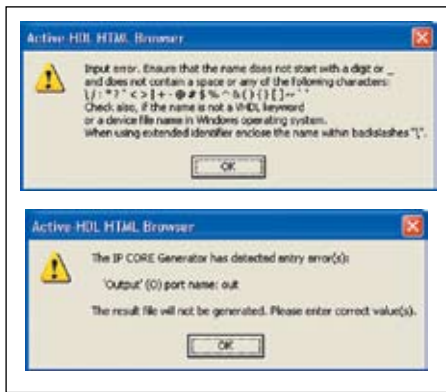 Active-HDL HTML Browser
Input error. Ensure that the name does not start with a digit or _
and does not contain a space or any of the following characters:
Check also, if the name is not a VHDL keyword
or a device file name in Windows operating system.
When using extended identifier enclose the name within backslashes "\".
OK
Active-HDL HTML Browser
The IP CORE Generator has detected entry error(s):
'Output' (O) port name: out
The result file will not be generated. Please enter correct value(s).
OK